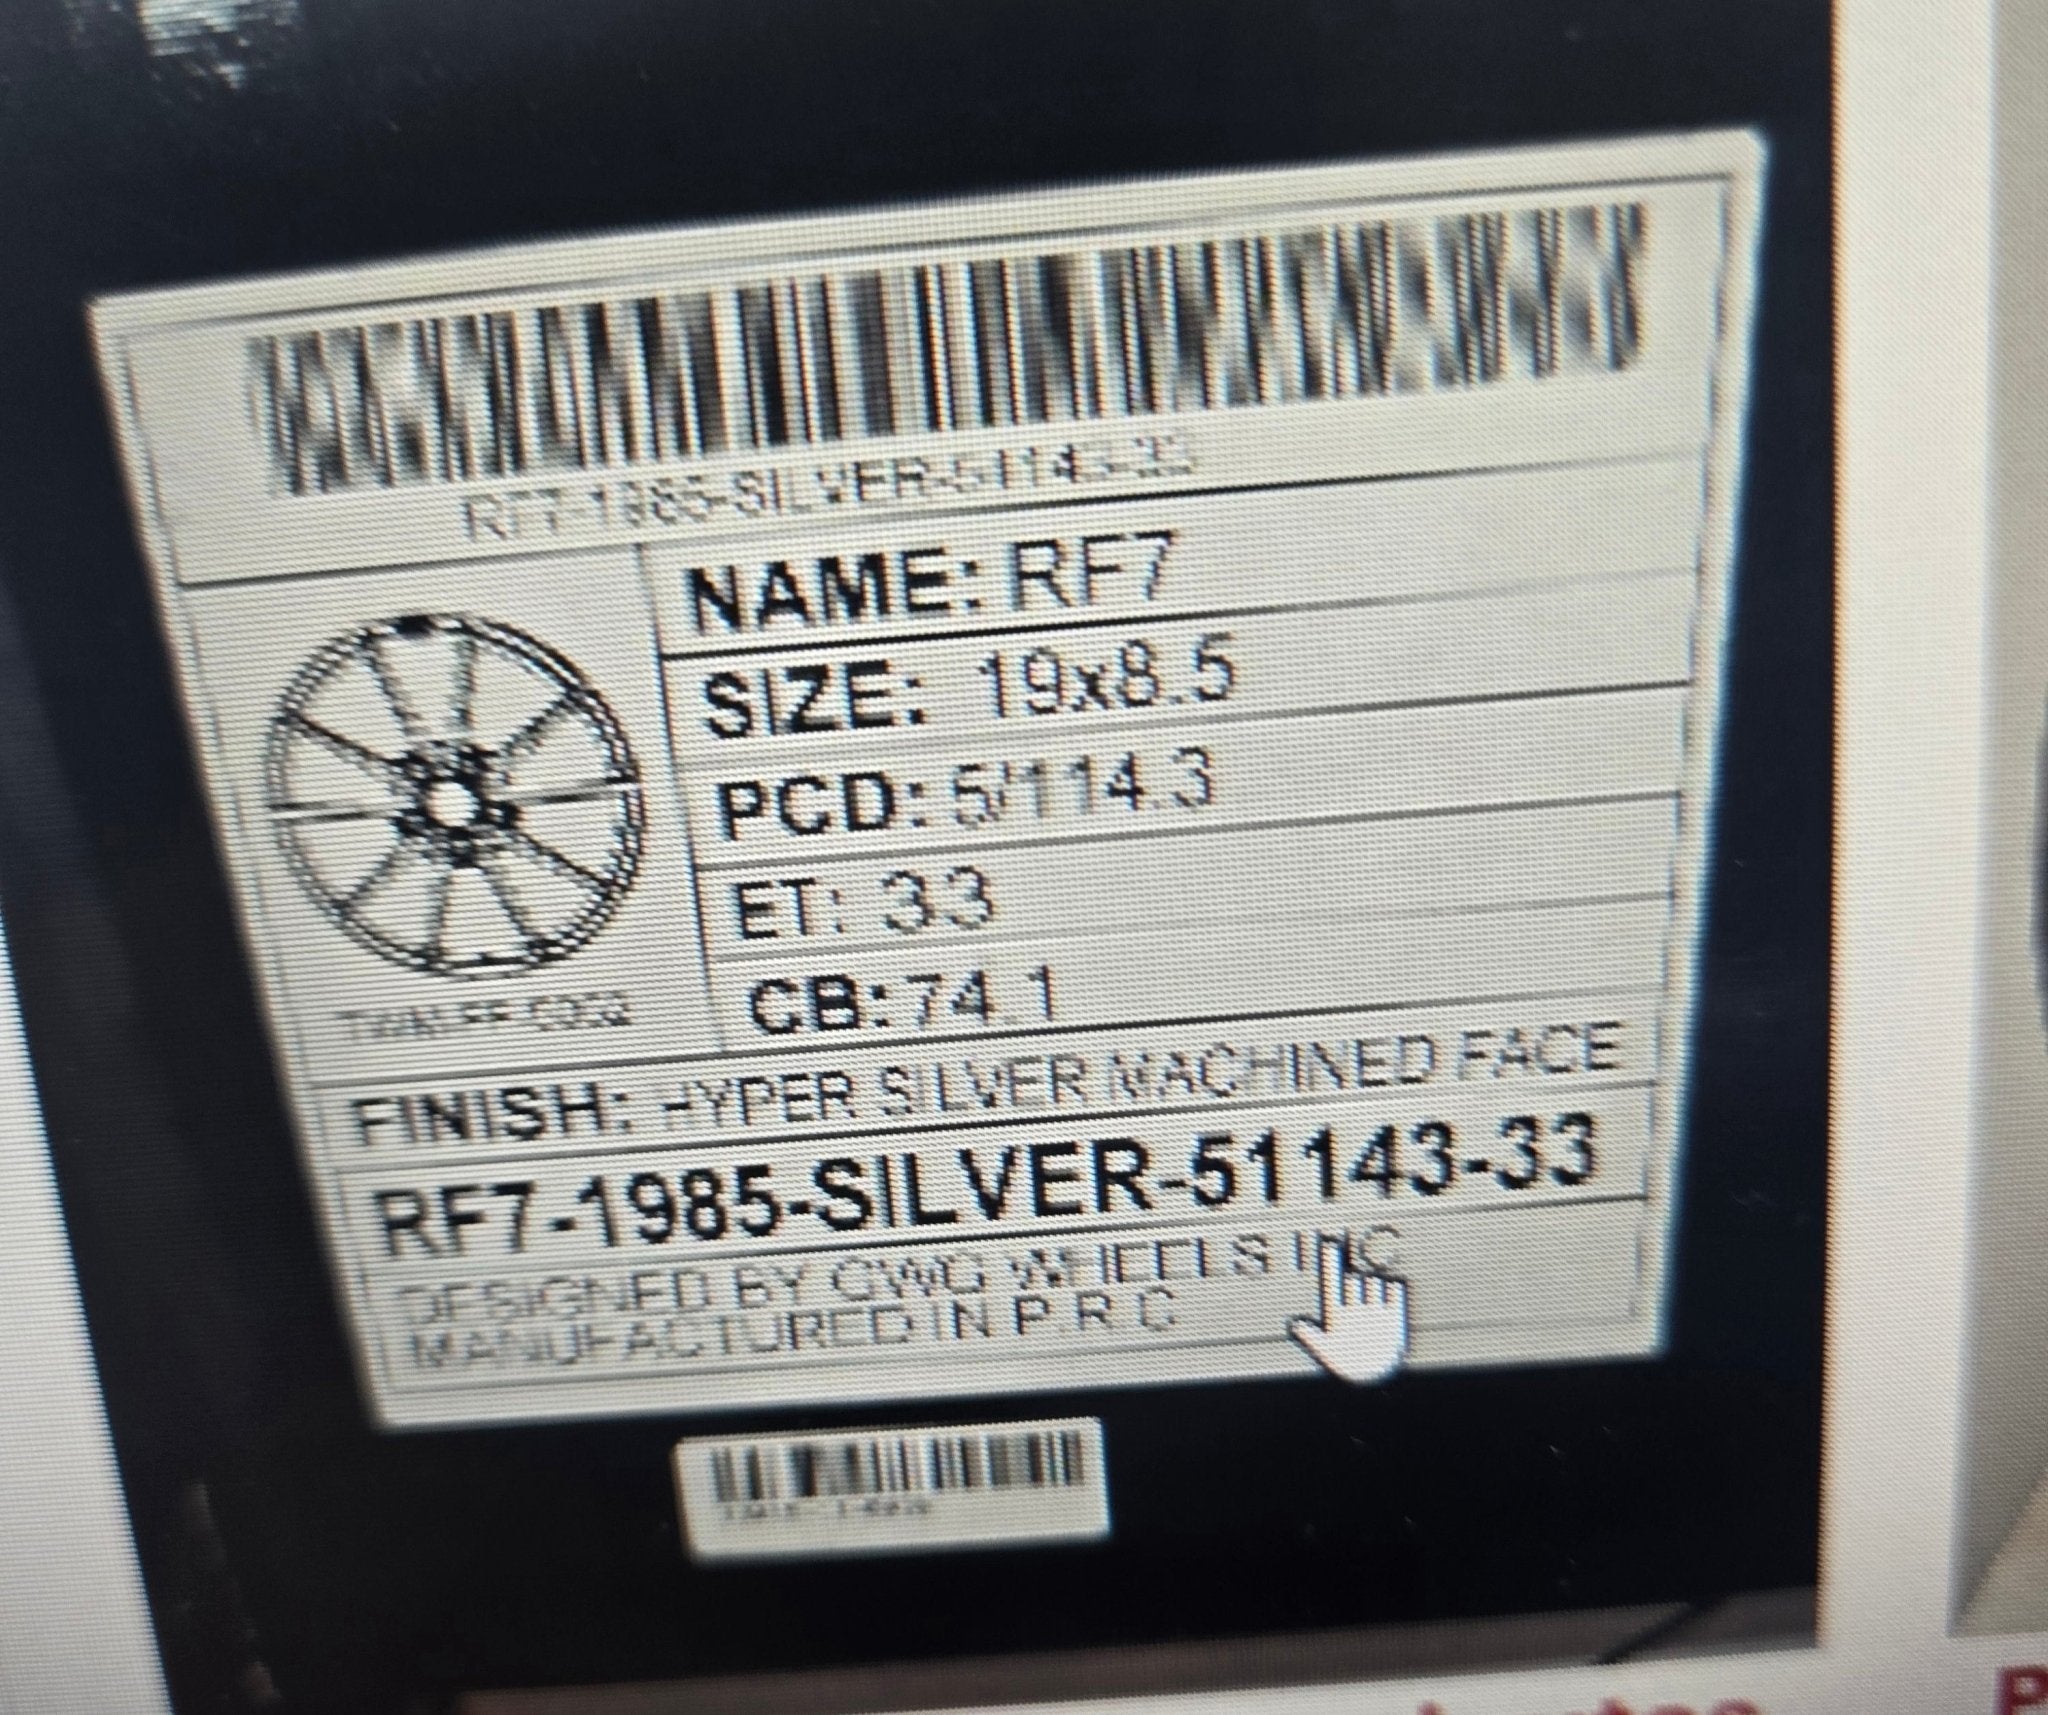 RF7-1985-SILVER-51143-33
NAME: RF7
SIZE: 19x8.5
PCD: 5/114.3
ET: 33
CB: 74.1
FINISH: HYPER SILVER MACHINED FACE
RF7-1985-SILVER-51143-33
DESIGNED BY GWG WHEELS INC
MANUFACTURED IN P.R.C